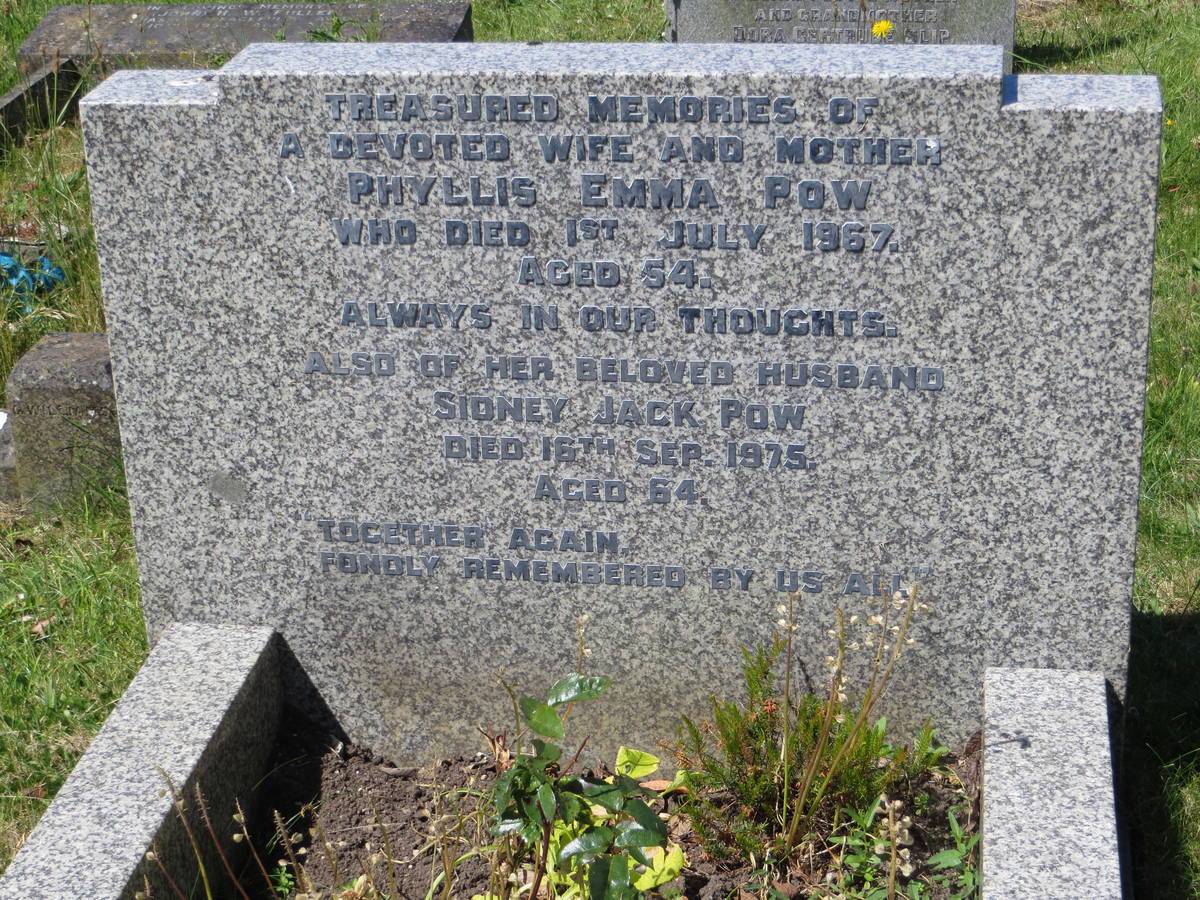 AND GRANDMOTHER
DORA GERTRUDE SLIP
TREASURED MEMORIES OF
A DEVOTED WIFE AND MOTHER
PHYLLIS EMMA POW
WHO DIED 1ST JULY 1967.
AGED 54.
ALWAYS IN OUR THOUGHTS.
ALSO OF HER BELOVED HUSBAND
SIDNEY JACK POW
DIED 16TH SEP. 1975.
AGED 64.
"TOGETHER AGAIN,
FONDLY REMEMBERED BY US ALL"